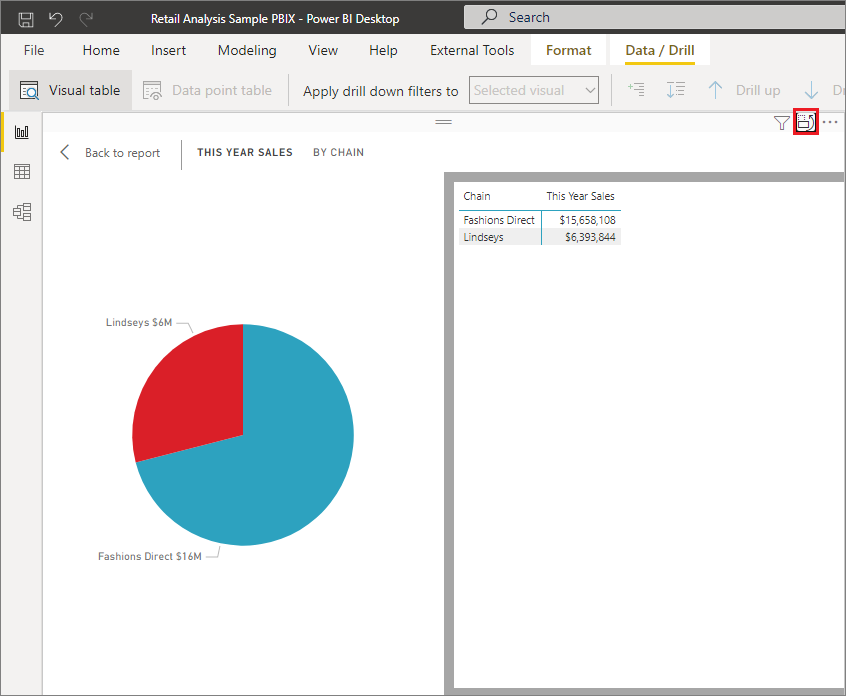 Retail Analysis Sample PBIX - Power BI Desktop
Search
File Home Insert Modeling View Help External Tools Format Data / Drill
Visual table Data point table Apply drill down filters to Selected visual Drill up
Back to report THIS YEAR SALES BY CHAIN
Chain This Year Sales
Fashions Direct $15,658,108
Lindseys $6,393,844
Lindseys $6M
Fashions Direct $16M